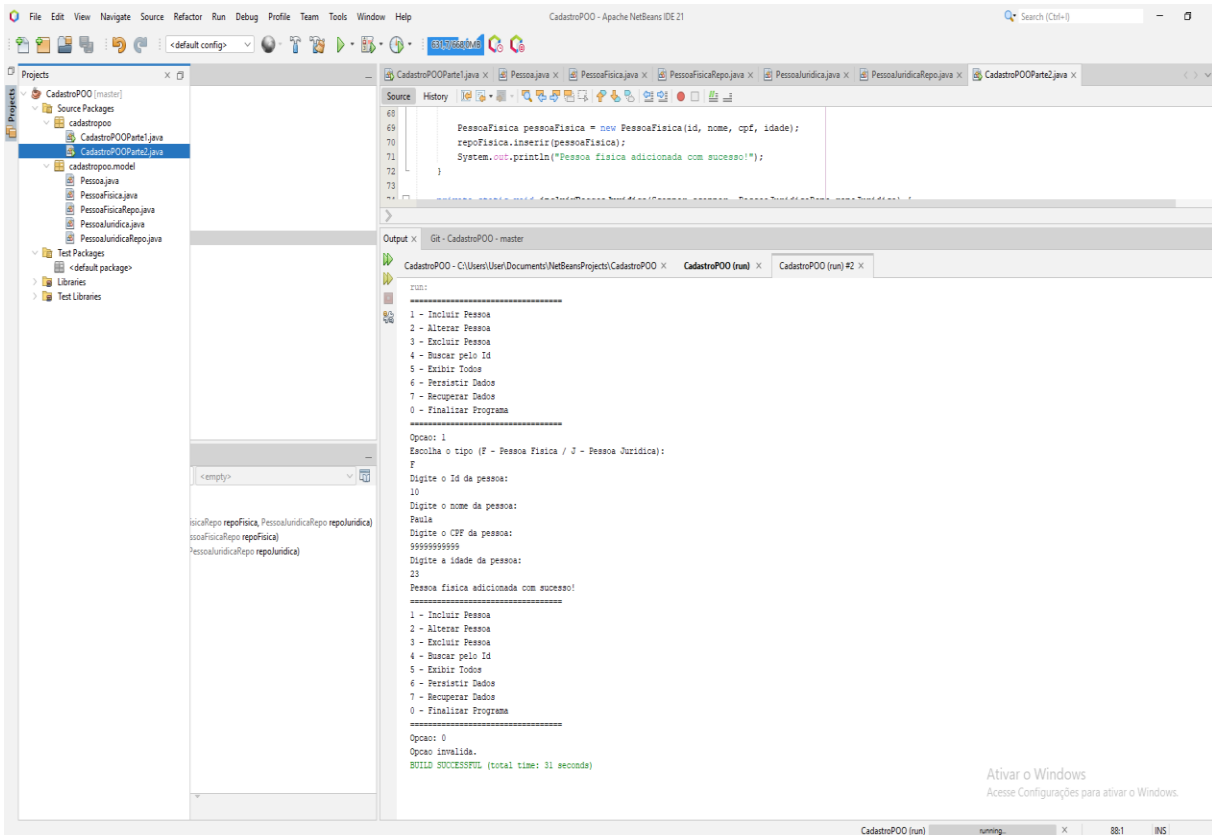 File Edit View Navigate Source Refactor Run Debug Profile Team Tools Window Help
CadastroPOO - Apache NetBeans IDE 21
Search (Ctrl+I)
<default config>
Projects
Projects
CadastroPOO [master]
Source Packages
cadastropoo
CadastroPOOParte1.java
CadastroPOOParte2.java
cadastropoo.model
Pessoa.java
PessoaFisica.java
PessoaFisicaRepo.java
PessoaJuridica.java
PessoaJuridicaRepo.java
Test Packages
<default package>
Libraries
Test Libraries
<empty>
isicaRepo repoFisica, PessoaJuridicaRepo repoJuridica)
ssoaFisicaRepo repoFisica)
PessoaJuridicaRepo repoJuridica)
CadastroPOOParte1.java Pessoa.java PessoaFisica.java PessoaFisicaRepo.java PessoaJuridica.java PessoaJuridicaRepo.java CadastroPOOParte2.java
Source History
68
69 PessoaFisica pessoaFisica = new PessoaFisica(id, nome, cpf, idade);
70 repoFisica.inserir(pessoaFisica);
71 System.out.println("Pessoa fisica adicionada com sucesso!");
72 }
73
Output Git - CadastroPOO - master
CadastroPOO - C:\Users\User\Documents\NetBeansProjects\CadastroPOO CadastroPOO (run) CadastroPOO (run) #2
run:
==================================
1 - Incluir Pessoa
2 - Alterar Pessoa
3 - Excluir Pessoa
4 - Buscar pelo Id
5 - Exibir Todos
6 - Persistir Dados
7 - Recuperar Dados
0 - Finalizar Programa
==================================
Opcao: 1
Escolha o tipo (F - Pessoa Fisica / J - Pessoa Juridica):
F
Digite o Id da pessoa:
10
Digite o nome da pessoa:
Paula
Digite o CPF da pessoa:
99999999999
Digite a idade da pessoa:
23
Pessoa fisica adicionada com sucesso!
==================================
1 - Incluir Pessoa
2 - Alterar Pessoa
3 - Excluir Pessoa
4 - Buscar pelo Id
5 - Exibir Todos
6 - Persistir Dados
7 - Recuperar Dados
0 - Finalizar Programa
==================================
Opcao: 0
Opcao invalida.
BUILD SUCCESSFUL (total time: 31 seconds)
Ativar o Windows
Acesse Configurações para ativar o Windows.
CadastroPOO (run) running... 88:1 INS